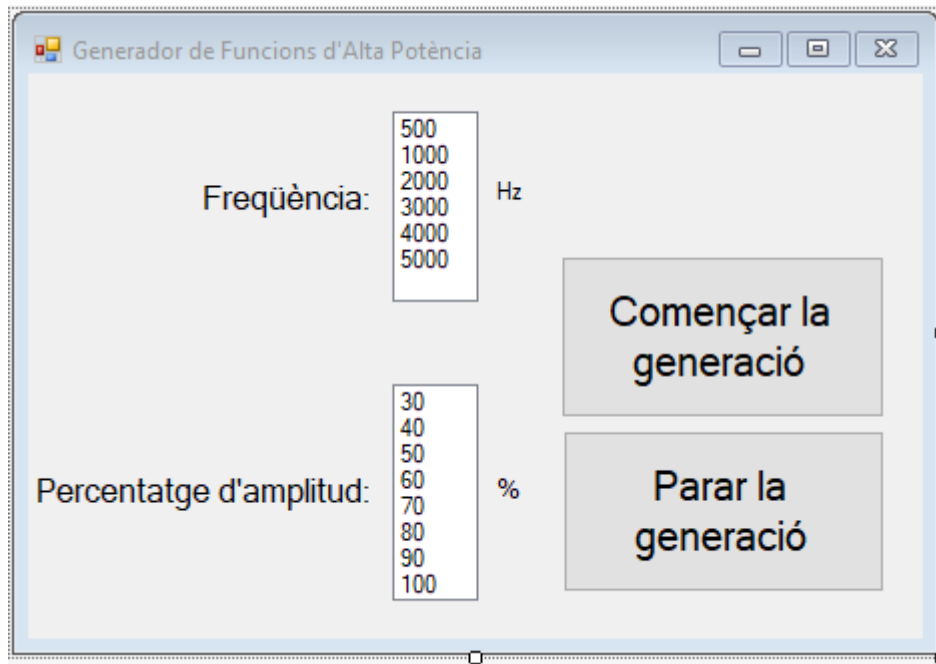 Generador de Funcions d'Alta Potència
Freqüència:
500
1000
2000
3000
4000
5000
Hz
Començar la
generació
Percentatge d'amplitud:
30
40
50
60
70
80
90
100
%
Parar la
generació